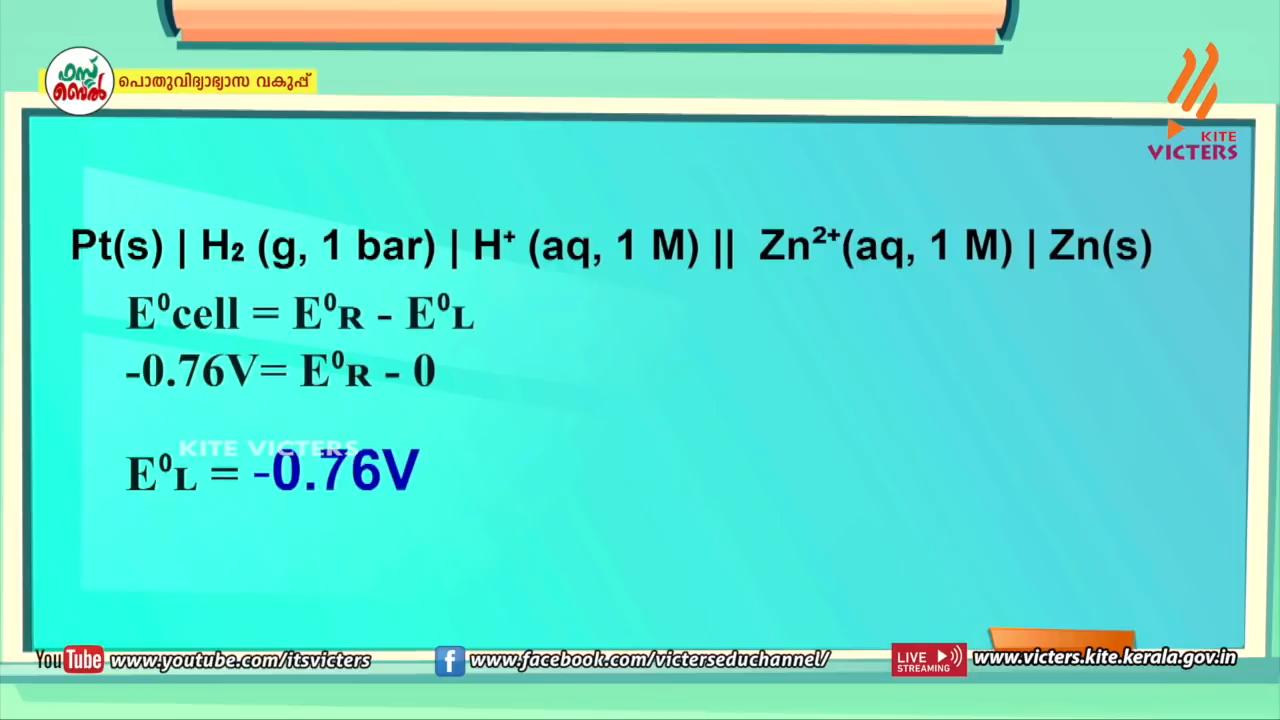 ഫസ്റ്റ് ബെൽ
പൊതുവിദ്യാഭ്യാസ വകുപ്പ്
KITE
VICTERS
Pt(s) | H₂ (g, 1 bar) | H⁺ (aq, 1 M) || Zn²⁺(aq, 1 M) | Zn(s)
E⁰cell = E⁰R - E⁰L
-0.76V= E⁰R - 0
KITE VICTERS
E⁰L = -0.76V
YouTube www.youtube.com/itsvicters
f www.facebook.com/victerseduchannel/
LIVE STREAMING www.victers.kite.kerala.gov.in